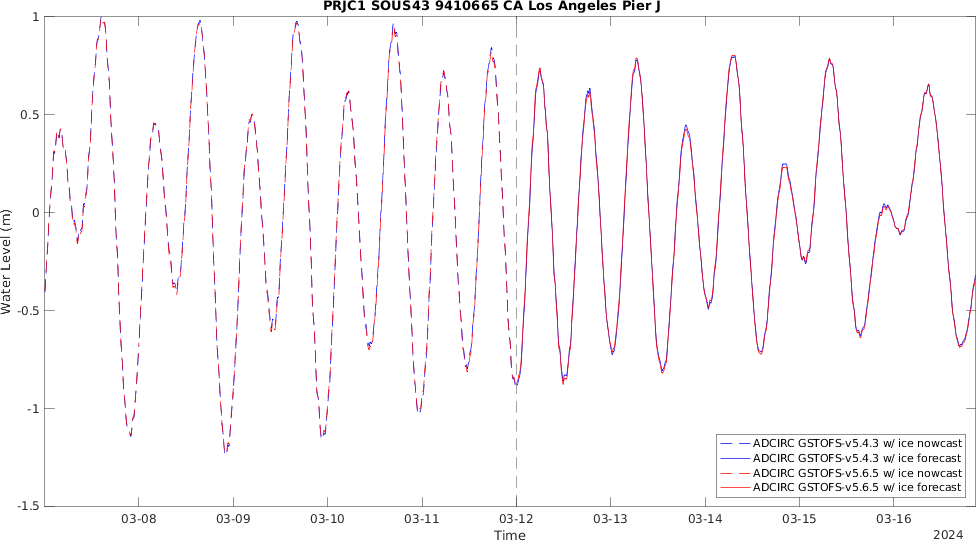 PRJC1 SOUS43 9410665 CA Los Angeles Pier J
Water Level (m)
1
0.5
0
-0.5
-1
-1.5
ADCIRC GSTOFS-v5.4.3 w/ ice nowcast
ADCIRC GSTOFS-v5.4.3 w/ ice forecast
ADCIRC GSTOFS-v5.6.5 w/ ice nowcast
ADCIRC GSTOFS-v5.6.5 w/ ice forecast
03-08 03-09 03-10 03-11 03-12 03-13 03-14 03-15 03-16
Time
2024